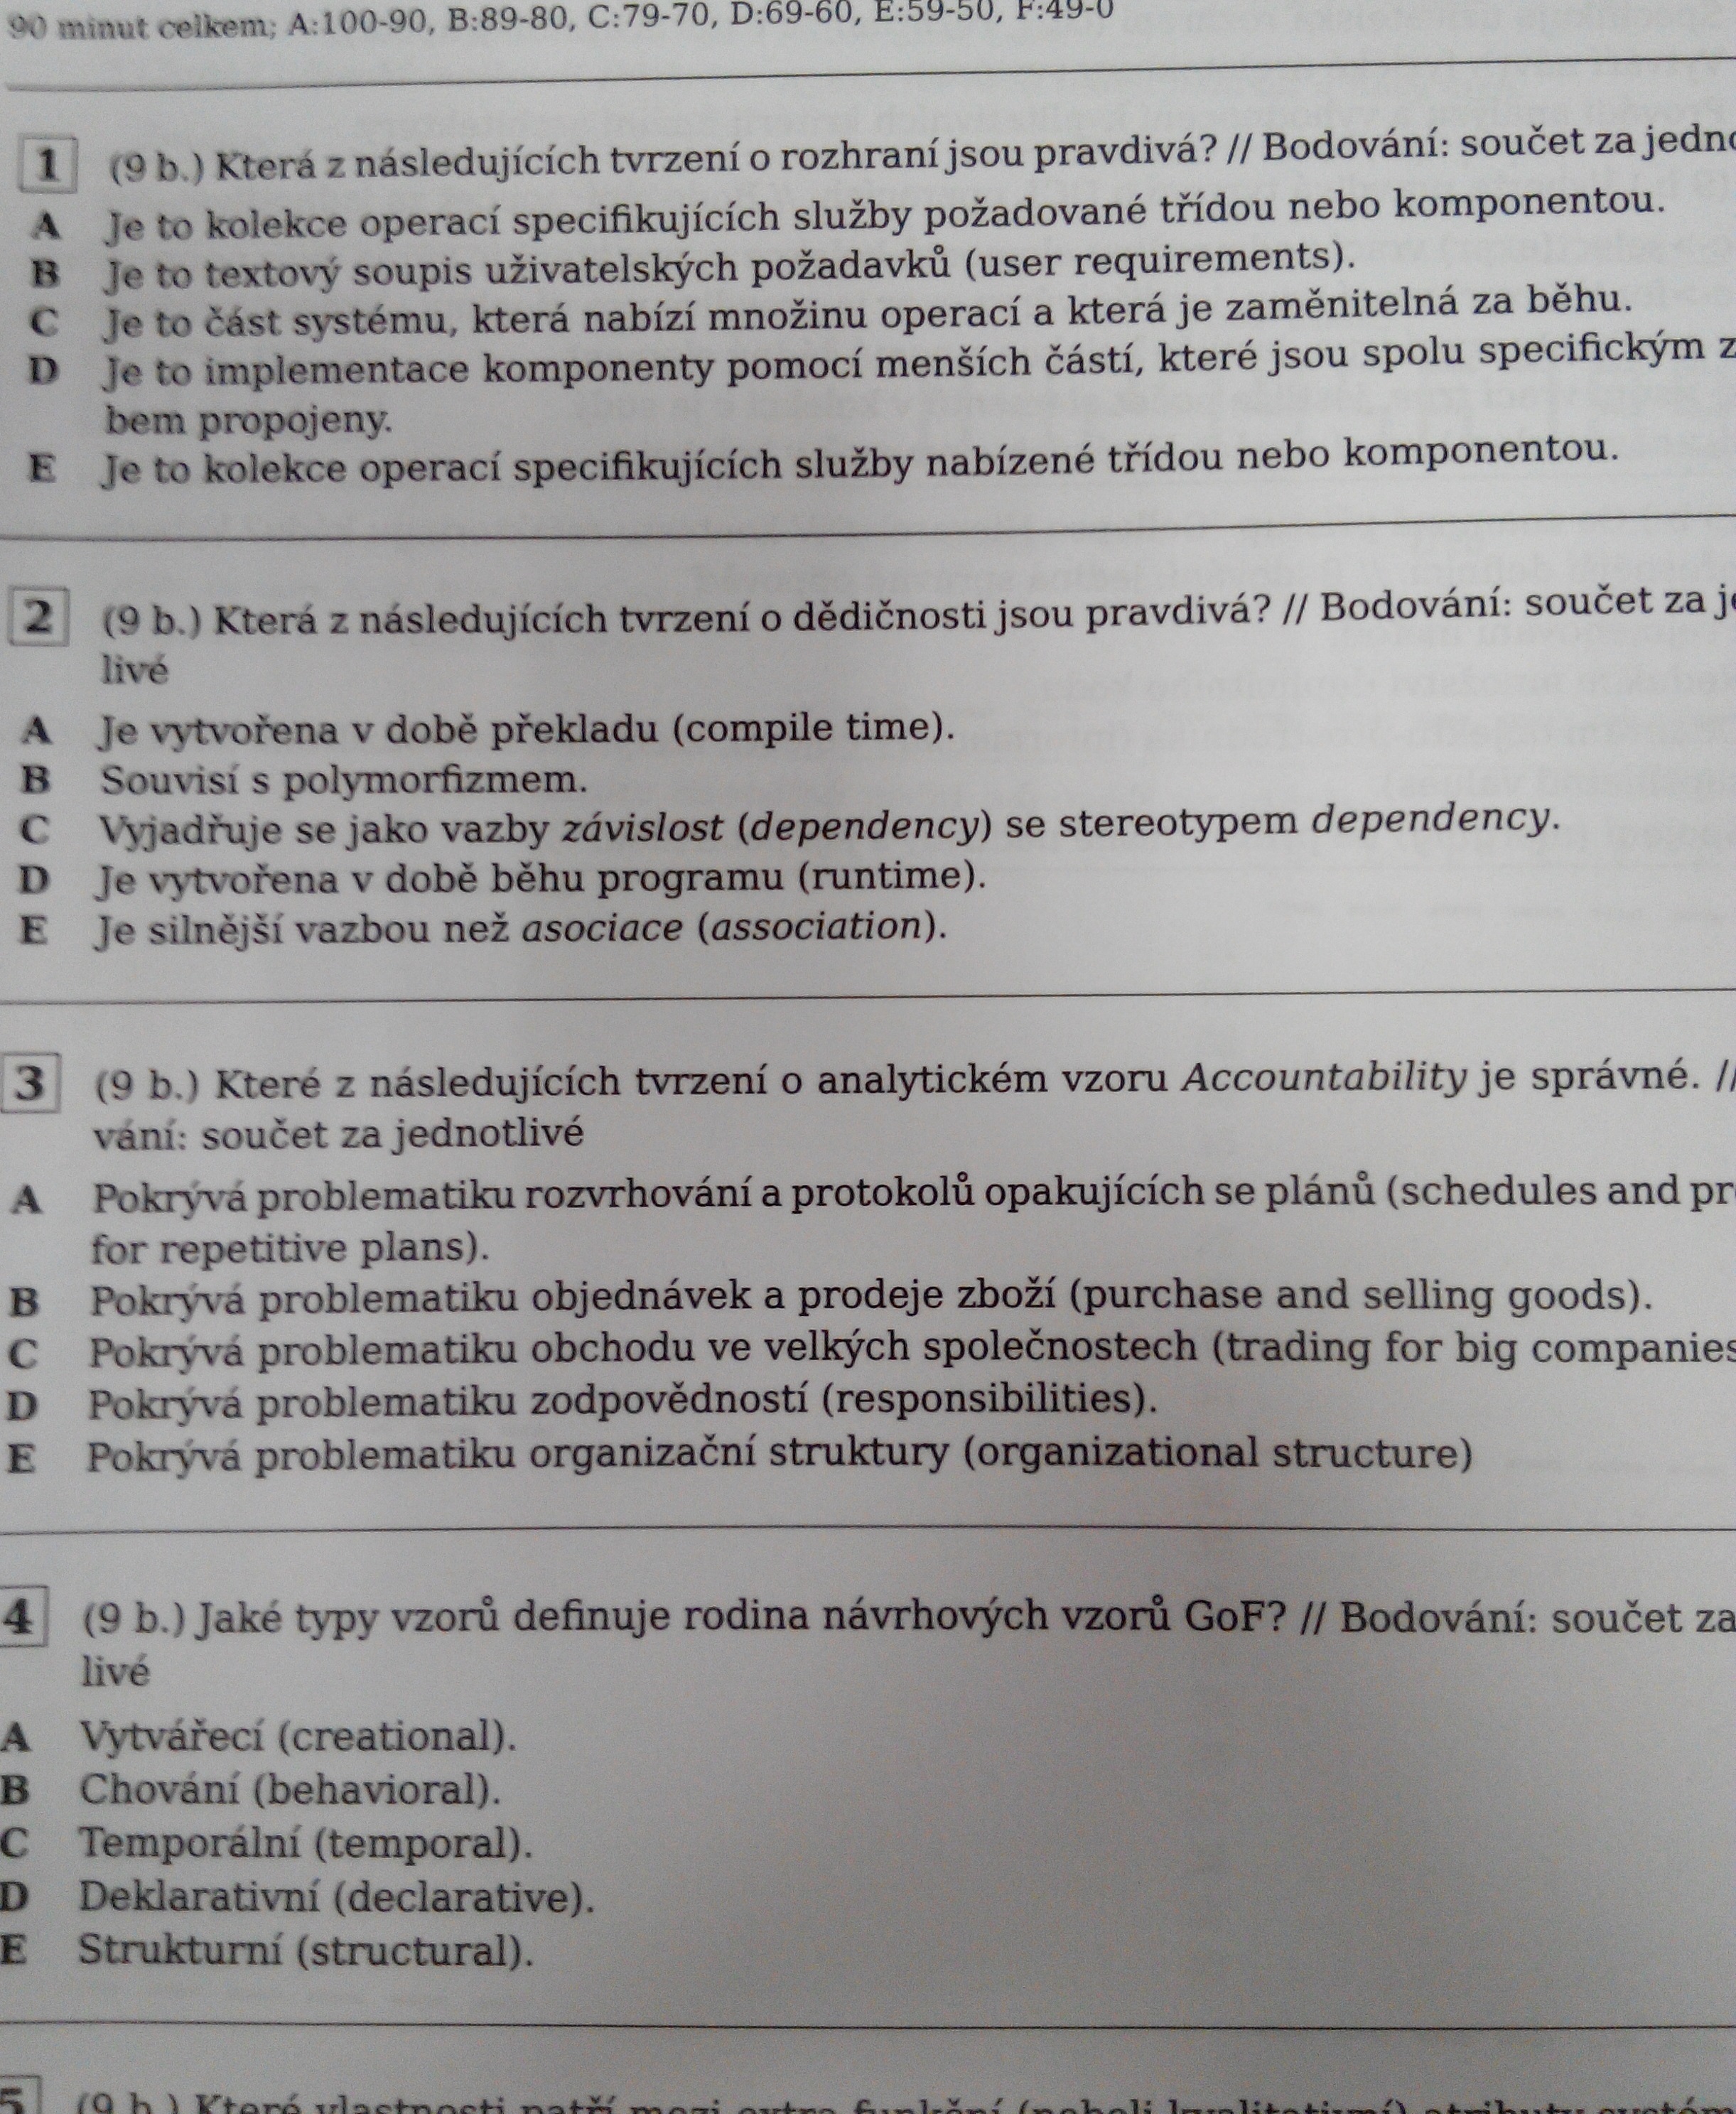 90 minut celkem; A:100-90, B:89-80, C:79-70, D:69-60, E:59-50, F:49-0
1 (9 b.) Která z následujících tvrzení o rozhraní jsou pravdivá? // Bodování: součet za jedno
A Je to kolekce operací specifikujících služby požadované třídou nebo komponentou.
B Je to textový soupis uživatelských požadavků (user requirements).
C Je to část systému, která nabízí množinu operací a která je zaměnitelná za běhu.
D Je to implementace komponenty pomocí menších částí, které jsou spolu specifickým z
bem propojeny.
E Je to kolekce operací specifikujících služby nabízené třídou nebo komponentou.
2 (9 b.) Která z následujících tvrzení o dědičnosti jsou pravdivá? // Bodování: součet za je
livé
A Je vytvořena v době překladu (compile time).
B Souvisí s polymorfizmem.
C Vyjadřuje se jako vazby závislost (dependency) se stereotypem dependency.
D Je vytvořena v době běhu programu (runtime).
E Je silnější vazbou než asociace (association).
3 (9 b.) Které z následujících tvrzení o analytickém vzoru Accountability je správné. //
vání: součet za jednotlivé
A Pokrývá problematiku rozvrhování a protokolů opakujících se plánů (schedules and pr
for repetitive plans).
B Pokrývá problematiku objednávek a prodeje zboží (purchase and selling goods).
C Pokrývá problematiku obchodu ve velkých společnostech (trading for big companies
D Pokrývá problematiku zodpovědností (responsibilities).
E Pokrývá problematiku organizační struktury (organizational structure)
4 (9 b.) Jaké typy vzorů definuje rodina návrhových vzorů GoF? // Bodování: součet za
livé
A Vytvářecí (creational).
B Chování (behavioral).
C Temporální (temporal).
D Deklarativní (declarative).
E Strukturní (structural).
5 (9 b.) Které vlastnosti patří mezi extra funkční (neboli kvalitativní) atributy systém